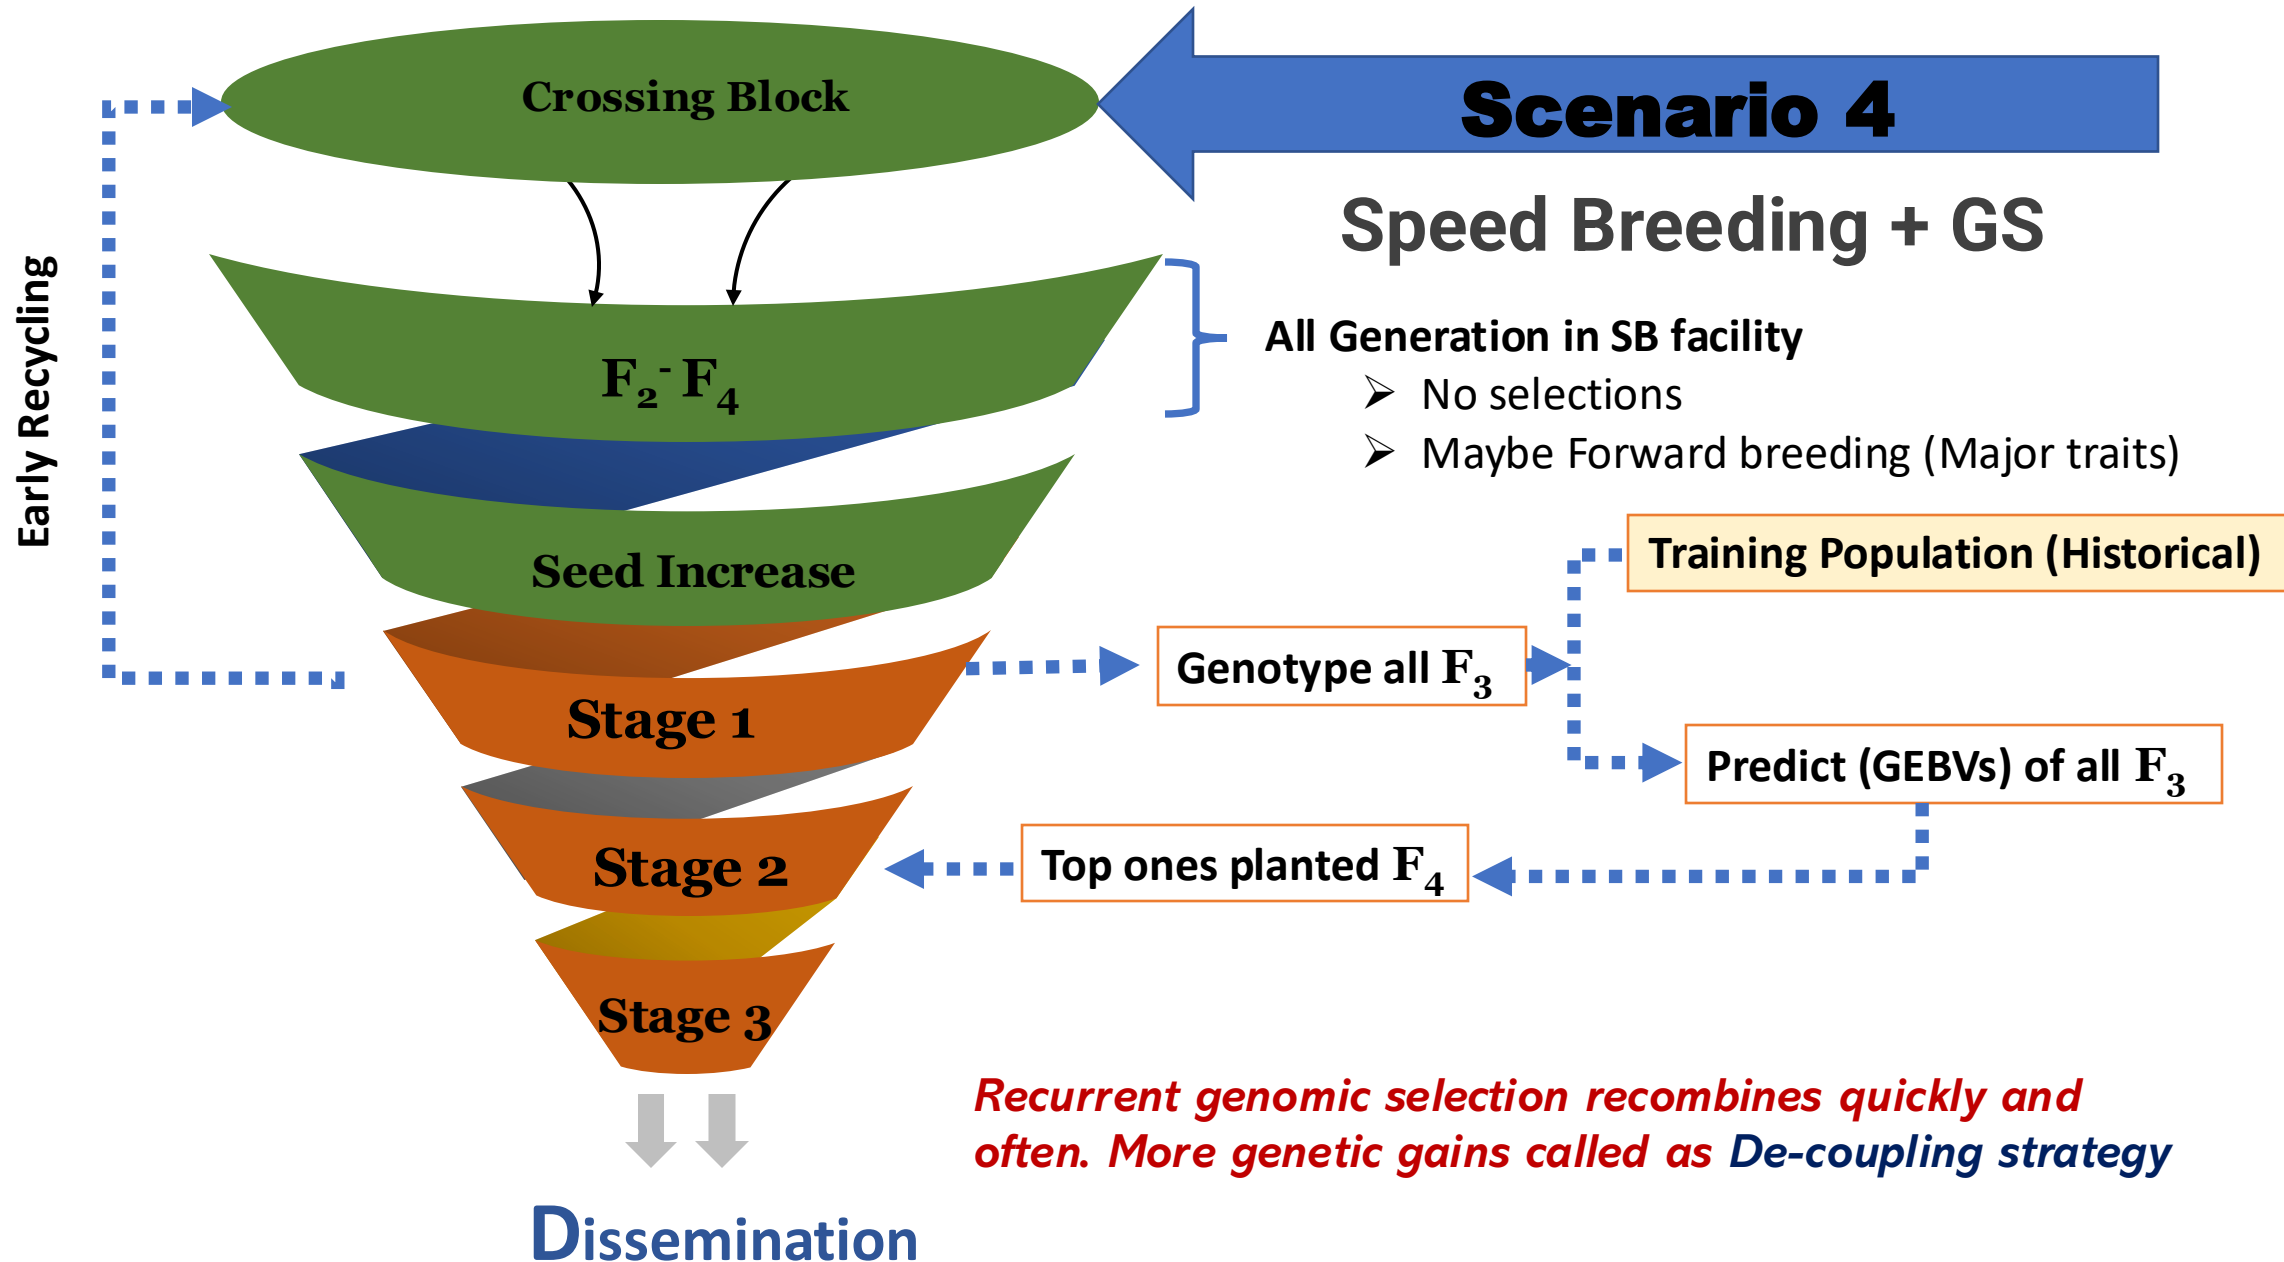 Crossing Block
Scenario 4
Speed Breeding + GS
Early Recycling
F₂- F₄
All Generation in SB facility
➢ No selections
➢ Maybe Forward breeding (Major traits)
Seed Increase
Training Population (Historical)
Stage 1
Genotype all F₃
Predict (GEBVs) of all F₃
Stage 2
Top ones planted F₄
Stage 3
Recurrent genomic selection recombines quickly and
often. More genetic gains called as De-coupling strategy
Dissemination